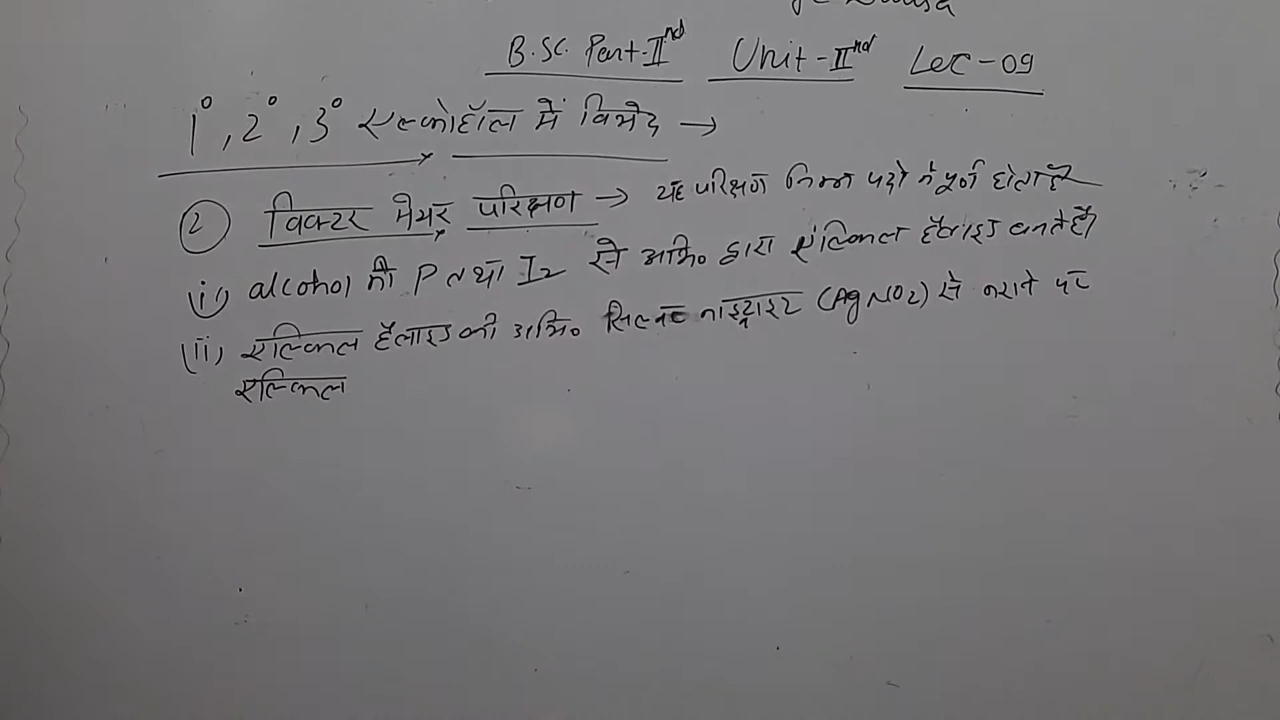 B.SC. Part-IInd Unit-IInd Lec-09
1°, 2°, 3° एल्कोहॉल में विभेद →
② विक्टर मेयर परिक्षण → यह परिक्षण निम्न पदो में पूर्ण होता है
(i) alcohol की P तथा I2 से अभि० द्वारा एल्किल हैलाइड बनते हैं।
(ii) एल्किल हैलाइड की अभि० सिल्वर नाइट्राइट (AgNO2) से कराने पर
एल्किल